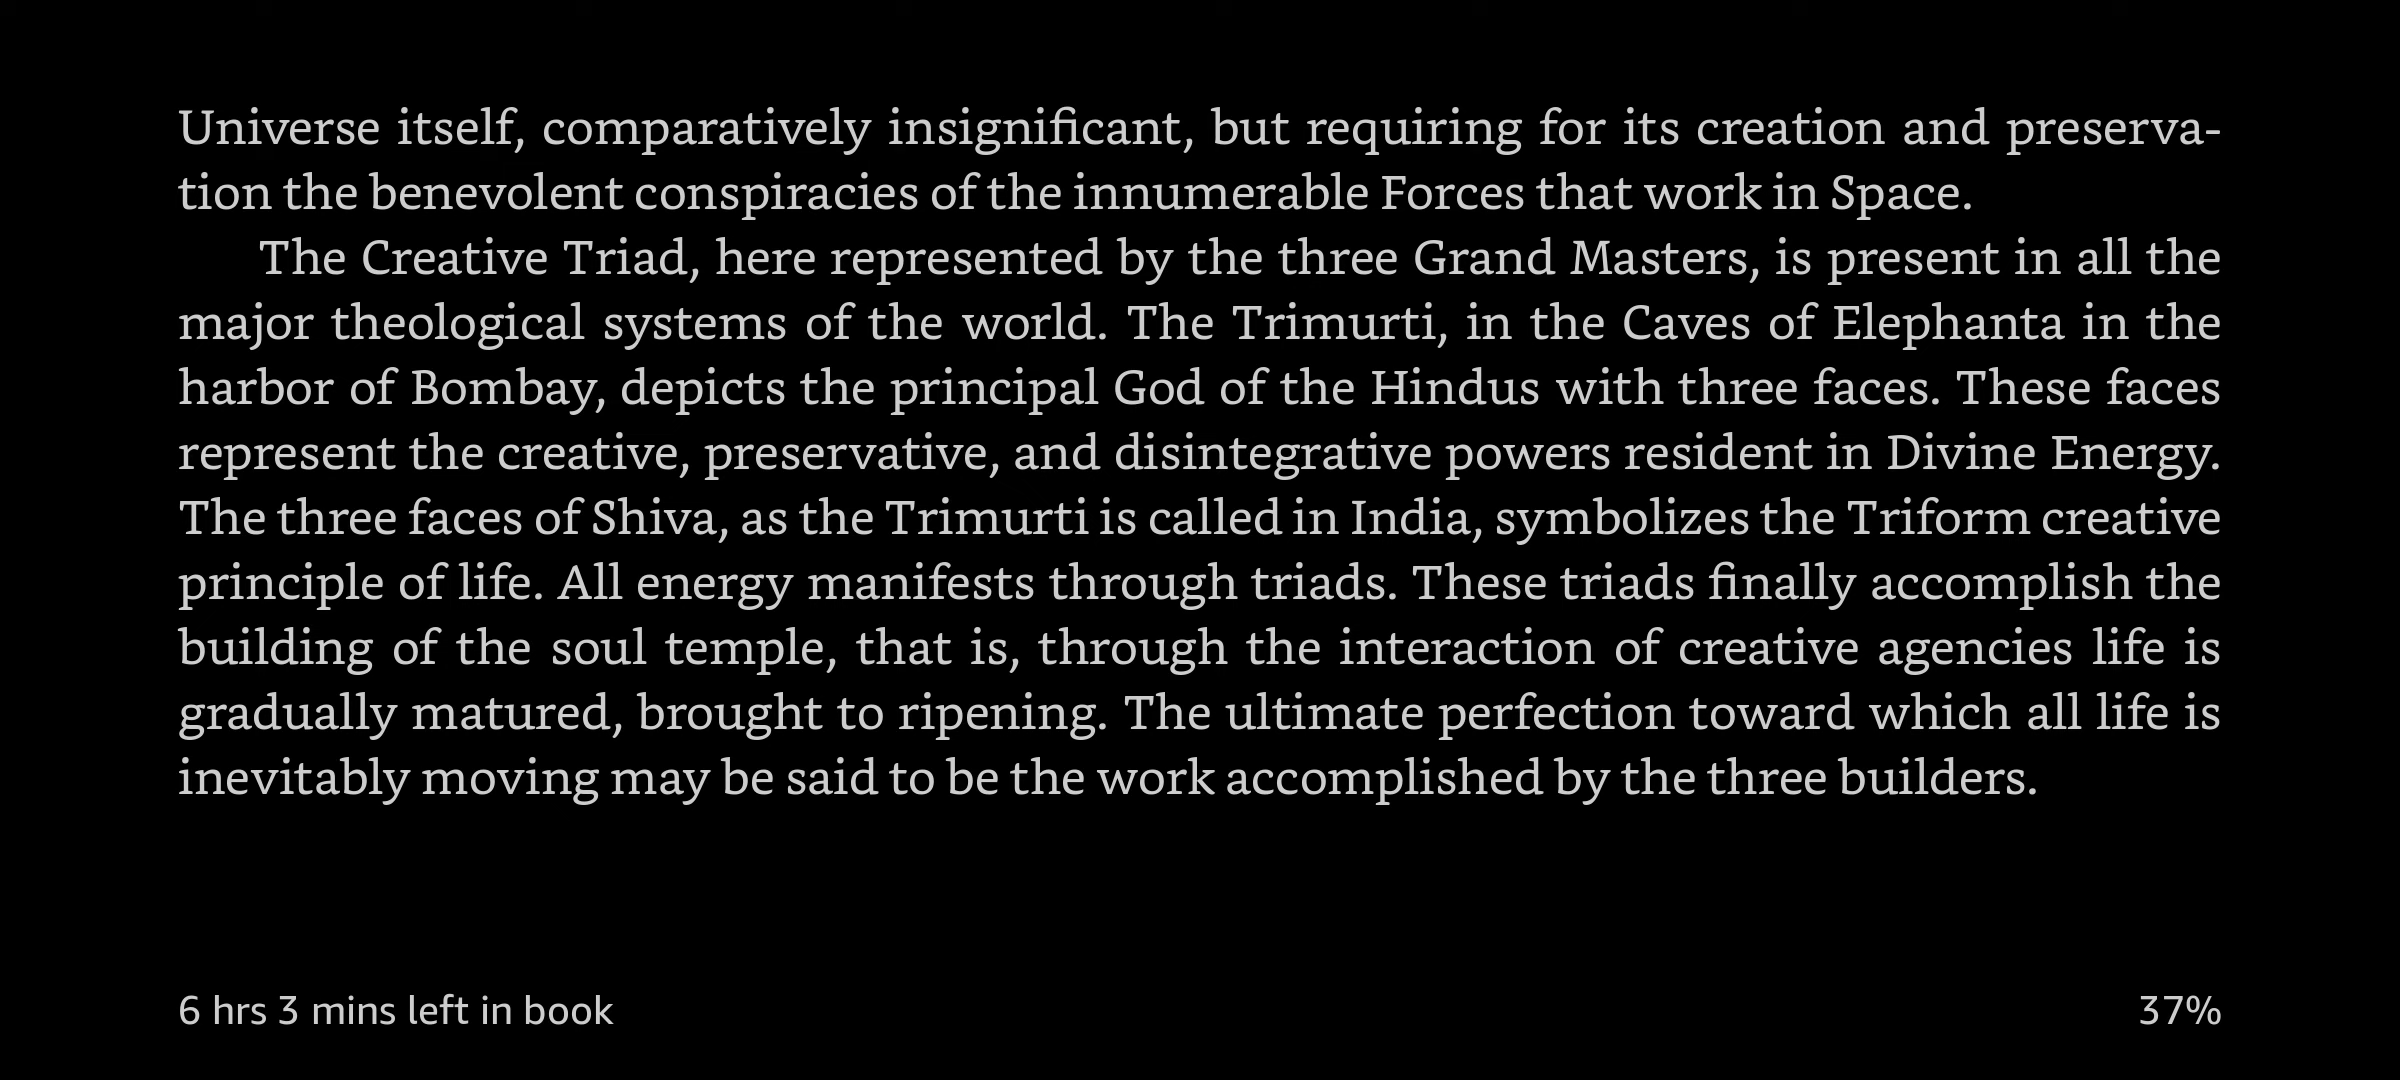 Universe itself, comparatively insignificant, but requiring for its creation and preserva-
tion the benevolent conspiracies of the innumerable Forces that work in Space.
The Creative Triad, here represented by the three Grand Masters, is present in all the
major theological systems of the world. The Trimurti, in the Caves of Elephanta in the
harbor of Bombay, depicts the principal God of the Hindus with three faces. These faces
represent the creative, preservative, and disintegrative powers resident in Divine Energy.
The three faces of Shiva, as the Trimurti is called in India, symbolizes the Triform creative
principle of life. All energy manifests through triads. These triads finally accomplish the
building of the soul temple, that is, through the interaction of creative agencies life is
gradually matured, brought to ripening. The ultimate perfection toward which all life is
inevitably moving may be said to be the work accomplished by the three builders.
6 hrs 3 mins left in book
37%